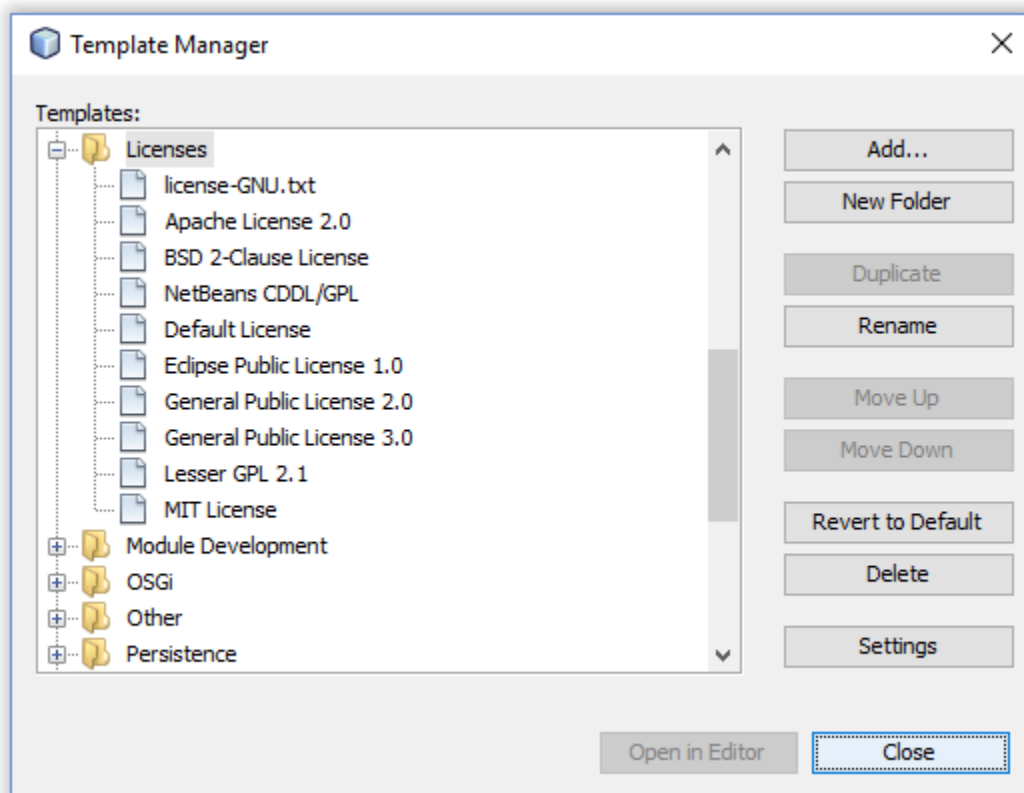 Template Manager
Templates:
Licenses
license-GNU.txt
Apache License 2.0
BSD 2-Clause License
NetBeans CDDL/GPL
Default License
Eclipse Public License 1.0
General Public License 2.0
General Public License 3.0
Lesser GPL 2.1
MIT License
Module Development
OSGi
Other
Persistence
Add...
New Folder
Duplicate
Rename
Move Up
Move Down
Revert to Default
Delete
Settings
Open in Editor
Close